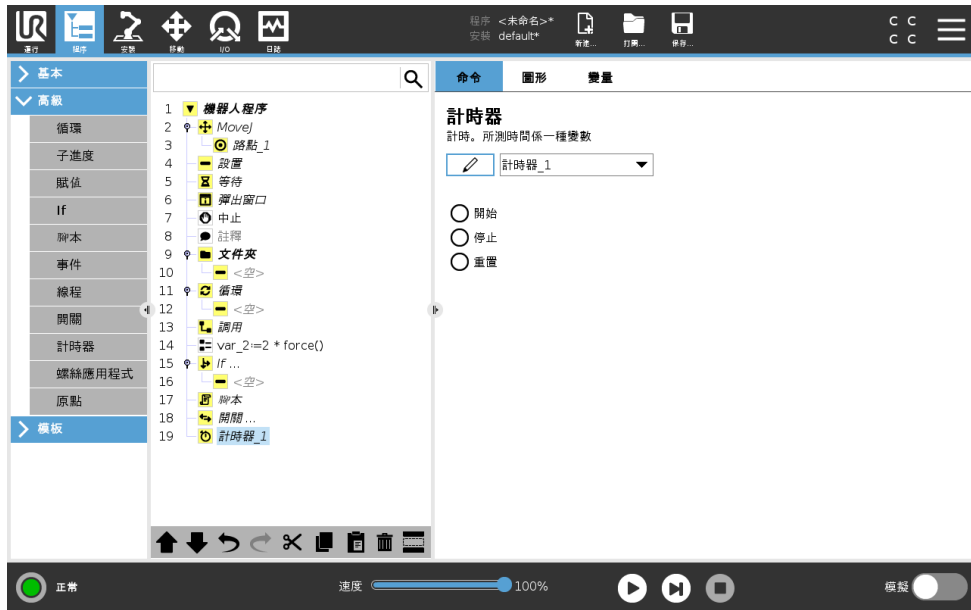 UR
運行
程序
安裝
移動
I/O
日誌
程序 <未命名>*
安裝 default*
新建...
打開...
保存...
C C
C C
基本
高級
循環
子進度
賦值
If
腳本
事件
線程
開關
計時器
螺絲應用程式
原點
模板
1 機器人程序
2 MoveJ
3 路點_1
4 設置
5 等待
6 彈出窗口
7 中止
8 註釋
9 文件夾
10 <空>
11 循環
12 <空>
13 調用
14 var_2:=2 * force()
15 If ...
16 <空>
17 腳本
18 開關 ...
19 計時器_1
命令 圖形 變量
計時器
計時。所測時間係一種變數
計時器_1
開始
停止
重置
正常
速度 100%
模擬